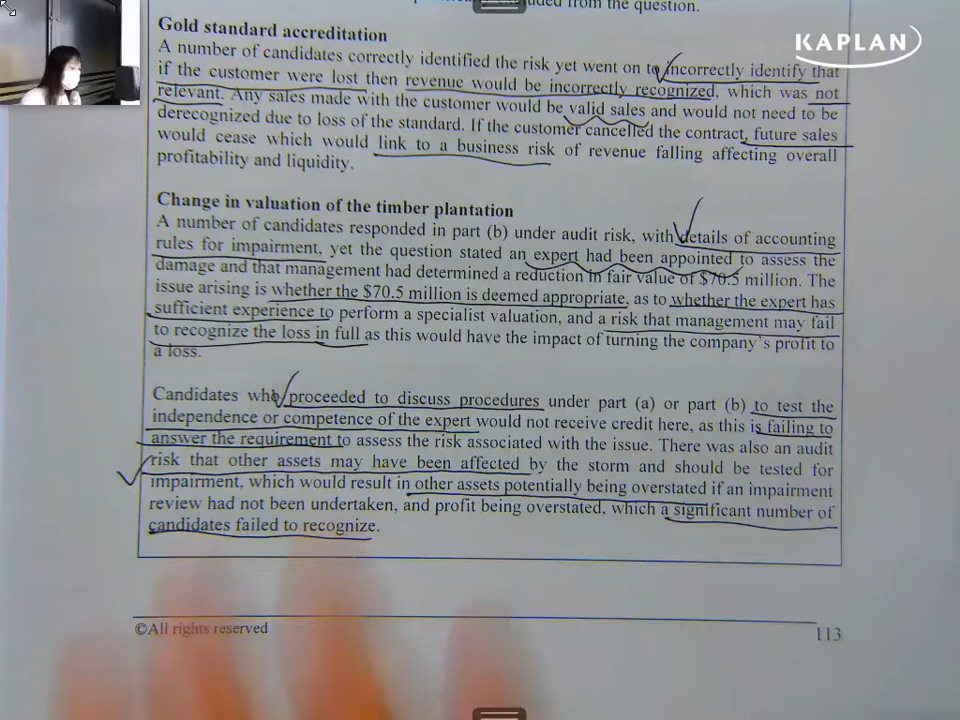 from the question.
KAPLAN
Gold standard accreditation
A number of candidates correctly identified the risk yet went on to incorrectly identify that
if the customer were lost then revenue would be incorrectly recognized, which was not
relevant. Any sales made with the customer would be valid sales and would not need to be
derecognized due to loss of the standard. If the customer cancelled the contract, future sales
would cease which would link to a business risk of revenue falling affecting overall
profitability and liquidity.
Change in valuation of the timber plantation
A number of candidates responded in part (b) under audit risk, with details of accounting
rules for impairment, yet the question stated an expert had been appointed to assess the
damage and that management had determined a reduction in fair value of $70.5 million. The
issue arising is whether the $70.5 million is deemed appropriate, as to whether the expert has
sufficient experience to perform a specialist valuation, and a risk that management may fail
to recognize the loss in full as this would have the impact of turning the company's profit to
a loss.
Candidates who proceeded to discuss procedures under part (a) or part (b) to test the
independence or competence of the expert would not receive credit here, as this is failing to
answer the requirement to assess the risk associated with the issue. There was also an audit
risk that other assets may have been affected by the storm and should be tested for
impairment, which would result in other assets potentially being overstated if an impairment
review had not been undertaken, and profit being overstated, which a significant number of
candidates failed to recognize.
©All rights reserved
113